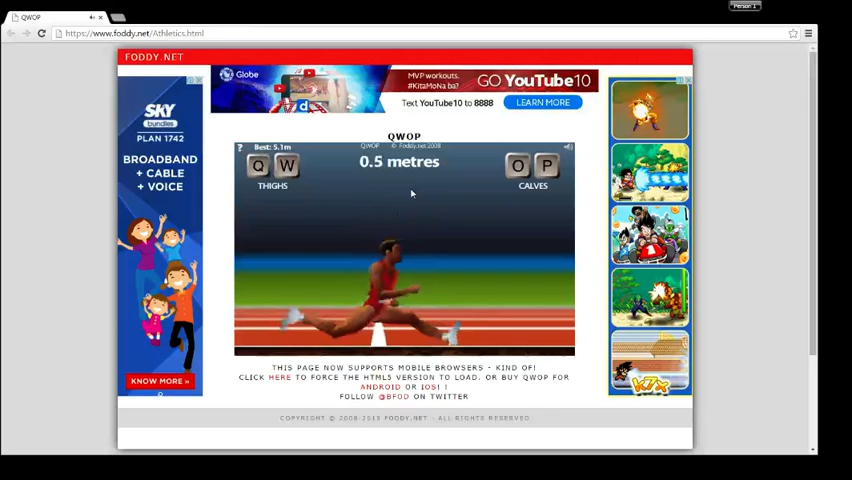 Person 1
QWOP
https://www.foddy.net/Athletics.html
FODDY.NET
Globe
MVP workouts.
#KitaMoNa ba?
GO YouTube10
Text YouTube10 to 8888
LEARN MORE
SKY
bundles
PLAN 1742
BROADBAND
+ CABLE
+ VOICE
KNOW MORE »
QWOP
? Best: 5.1m
QWOP © Foddy.net 2008
0.5 metres
Q W
THIGHS
O P
CALVES
THIS PAGE NOW SUPPORTS MOBILE BROWSERS - KIND OF!
CLICK HERE TO FORCE THE HTML5 VERSION TO LOAD. OR BUY QWOP FOR
ANDROID OR IOS! !
FOLLOW @BFOD ON TWITTER
COPYRIGHT © 2008-2013 FODDY.NET - ALL RIGHTS RESERVED